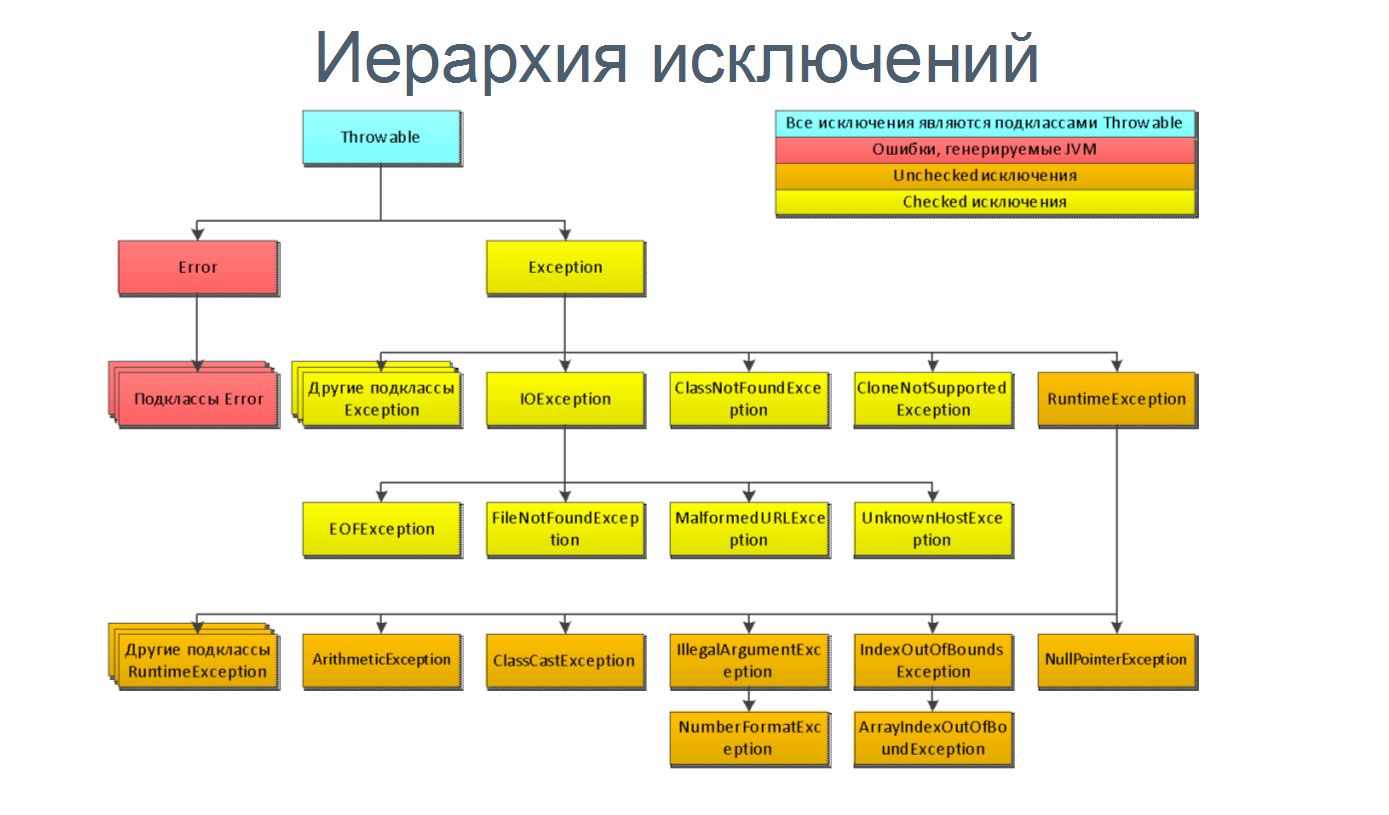 Иерархия исключений
Throwable
Все исключения являются подклассами Throwable
Ошибки, генерируемые JVM
Unchecked исключения
Checked исключения
Error
Exception
Подклассы Error
Другие подклассы
Exception
IOException
ClassNotFoundExce
ption
CloneNotSupported
Exception
RuntimeException
EOFException
FileNotFoundExcep
tion
MalformedURLExce
ption
UnknownHostExce
ption
Другие подклассы
RuntimeException
ArithmeticException
ClassCastException
IllegalArgumentExc
eption
IndexOutOfBounds
Exception
NullPointerException
NumberFormatExc
eption
ArrayIndexOutOfBo
undException